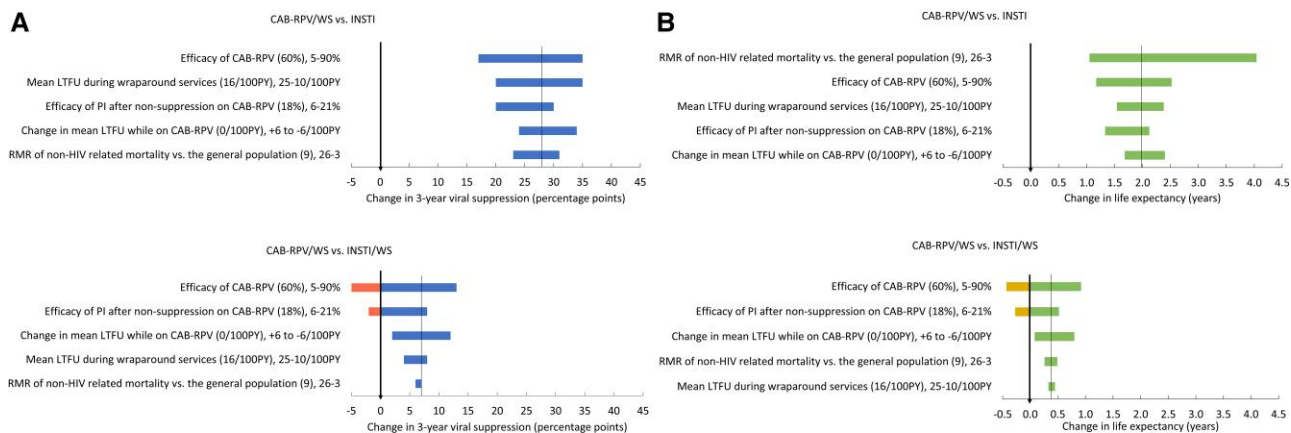 A
CAB-RPV/WS vs. INSTI
Efficacy of CAB-RPV (60%), 5-90%
Mean LTFU during wraparound services (16/100PY), 25-10/100PY
Efficacy of PI after non-suppression on CAB-RPV (18%), 6-21%
Change in mean LTFU while on CAB-RPV (0/100PY), +6 to -6/100PY
RMR of non-HIV related mortality vs. the general population (9), 26-3
-5 0 5 10 15 20 25 30 35 40 45
Change in 3-year viral suppression (percentage points)
CAB-RPV/WS vs. INSTI/WS
Efficacy of CAB-RPV (60%), 5-90%
Efficacy of PI after non-suppression on CAB-RPV (18%), 6-21%
Change in mean LTFU while on CAB-RPV (0/100PY), +6 to -6/100PY
Mean LTFU during wraparound services (16/100PY), 25-10/100PY
RMR of non-HIV related mortality vs. the general population (9), 26-3
-5 0 5 10 15 20 25 30 35 40 45
Change in 3-year viral suppression (percentage points)
B
CAB-RPV/WS vs. INSTI
RMR of non-HIV related mortality vs. the general population (9), 26-3
Efficacy of CAB-RPV (60%), 5-90%
Mean LTFU during wraparound services (16/100PY), 25-10/100PY
Efficacy of PI after non-suppression on CAB-RPV (18%), 6-21%
Change in mean LTFU while on CAB-RPV (0/100PY), +6 to -6/100PY
-0.5 0.0 0.5 1.0 1.5 2.0 2.5 3.0 3.5 4.0 4.5
Change in life expectancy (years)
CAB-RPV/WS vs. INSTI/WS
Efficacy of CAB-RPV (60%), 5-90%
Efficacy of PI after non-suppression on CAB-RPV (18%), 6-21%
Change in mean LTFU while on CAB-RPV (0/100PY), +6 to -6/100PY
RMR of non-HIV related mortality vs. the general population (9), 26-3
Mean LTFU during wraparound services (16/100PY), 25-10/100PY
-0.5 0.0 0.5 1.0 1.5 2.0 2.5 3.0 3.5 4.0 4.5
Change in life expectancy (years)